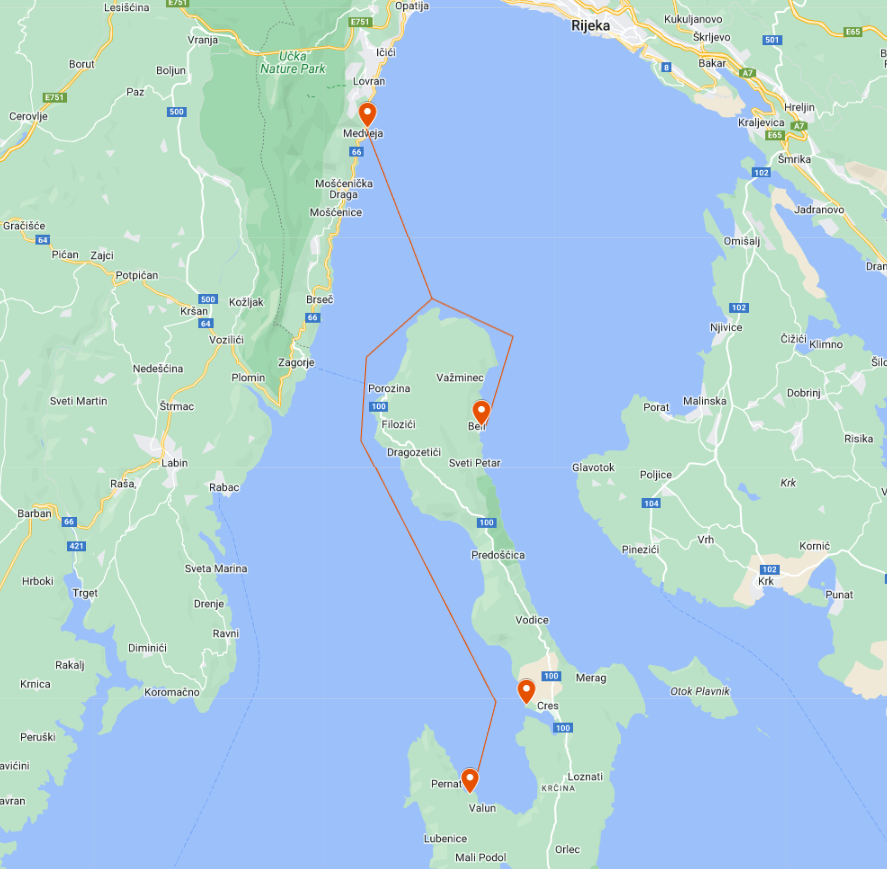 Lesišćina
E751
Opatija
Vranja
E751
Rijeka
Kukuljanovo
Škrljevo
501
E65
Učka
Nature Park
Ičići
Borut
Boljun
Bakar
8
A7
Lovran
E751
Paz
500
Cerovlje
Hreljin
Medveja
Kraljevica
A7
E65
66
Šmrika
102
Mošćenička
Draga
Mošćenice
Jadranovo
Gračišće
64
Pićan
Zajci
Omišalj
Potpićan
Dran
500
Kožljak
Brseč
Kršan
64
66
102
Vozilići
Njivice
Čižići
Klimno
Zagorje
Nedešćina
Plomin
Važminec
Porozina
Dobrinj
Sveti Martin
Štrmac
100
Porat
Malinska
Filozići
Beli
Risika
Dragozetići
Labin
Sveti Petar
Glavotok
Raša
Rabac
Poljice
Krk
Barban
66
104
100
421
Pinezići
Vrh
Kornić
Predošćica
Hrboki
Trget
Sveta Marina
102
Krk
Punat
Drenje
Vodice
Ravni
Diminići
Rakalj
Krnica
Koromačno
100
Merag
Otok Plavnik
Cres
100
Peruški
Pernat
Loznati
KRČINA
Valun
Lubenice
Orlec
Mali Podol